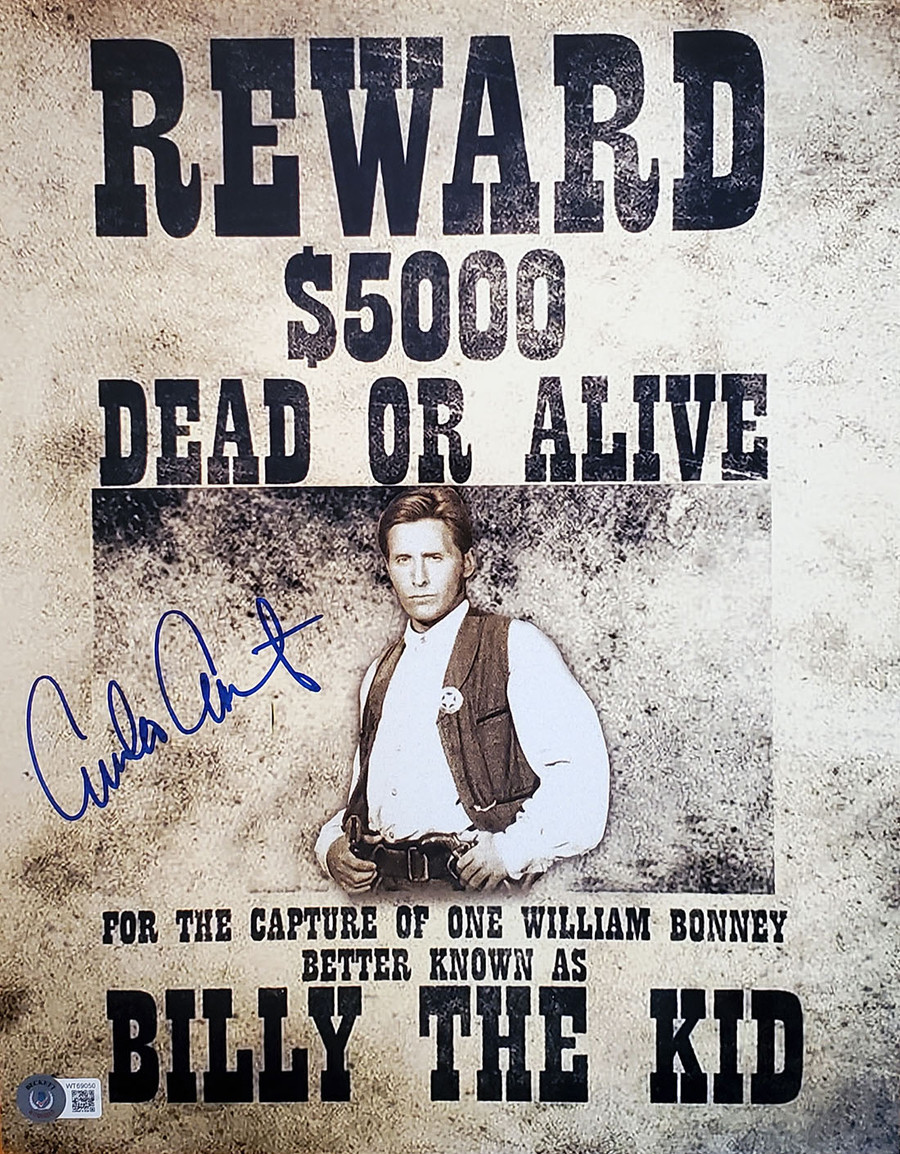 REWARD
$5000
DEAD OR ALIVE
FOR THE CAPTURE OF ONE WILLIAM BONNEY
BETTER KNOWN AS
BILLY THE KID
BECKETT
WT69050